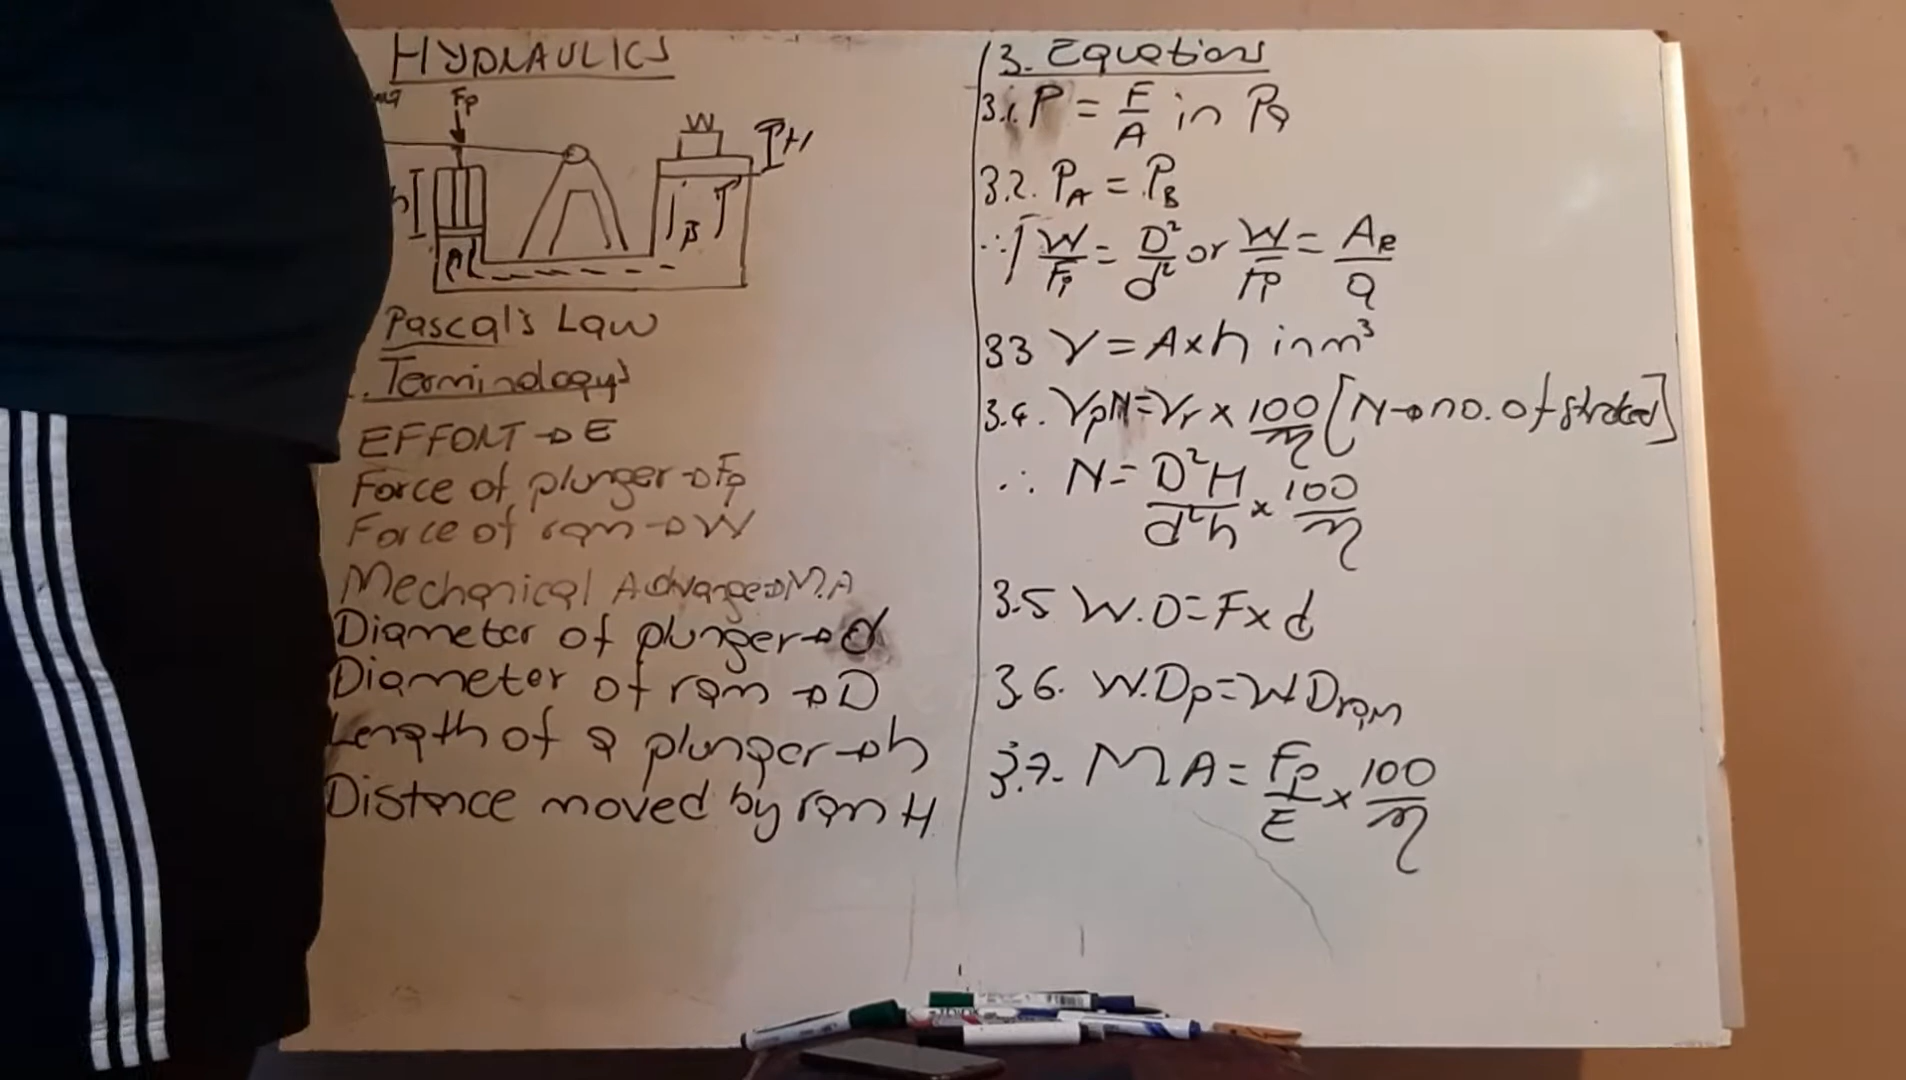 HYDRAULICS
Fp
W
H
h
A
B
Pascal's Law
Terminology's
EFFORT → E
Force of plunger → Fp
Force of ram → W
Mechanical Advange → M.A
Diameter of plunger → d
Diameter of ram → D
Length of a plunger → h
Distance moved by ram H
3. Equations
3.1. P = F/A in Pa
3.2. PA = PB
∴ W/Fp = D²/d² or W/Fp = AR/a
3.3 V = A×h in m³
3.4. VpN = Vr × 100/η [N → no. of strokes]
∴ N = D²H/d²h × 100/η
3.5 W.D = F×d
3.6. W.Dp = W Dram
3.7. MA = Fp/E × 100/η